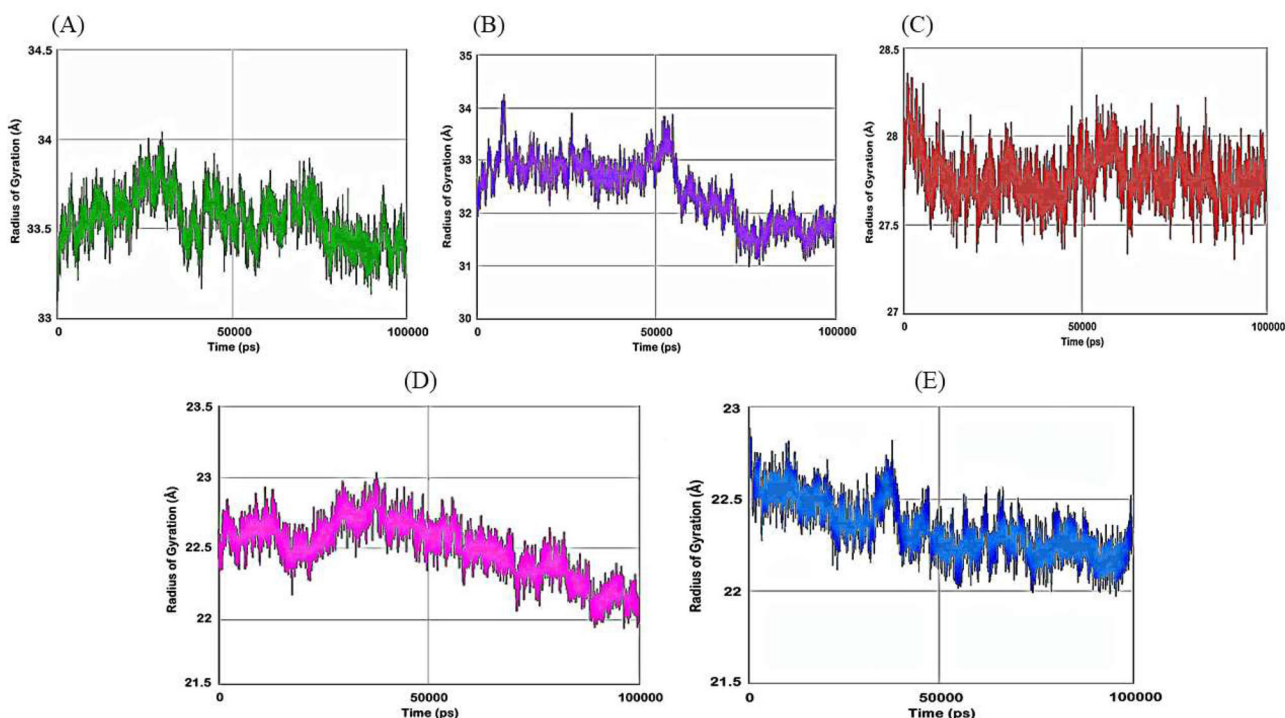 (A)
34.5
34
33.5
33
Radius of Gyration (Å)
0
50000
100000
Time (ps)
(B)
35
34
33
32
31
30
Radius of Gyration (Å)
0
50000
100000
Time (ps)
(C)
28.5
28
27.5
27
Radius of Gyration (Å)
0
50000
100000
Time (ps)
(D)
23.5
23
22.5
22
21.5
Radius of Gyration (Å)
0
50000
100000
Time (ps)
(E)
23
22.5
22
21.5
Radius of Gyration (Å)
0
50000
100000
Time (ps)